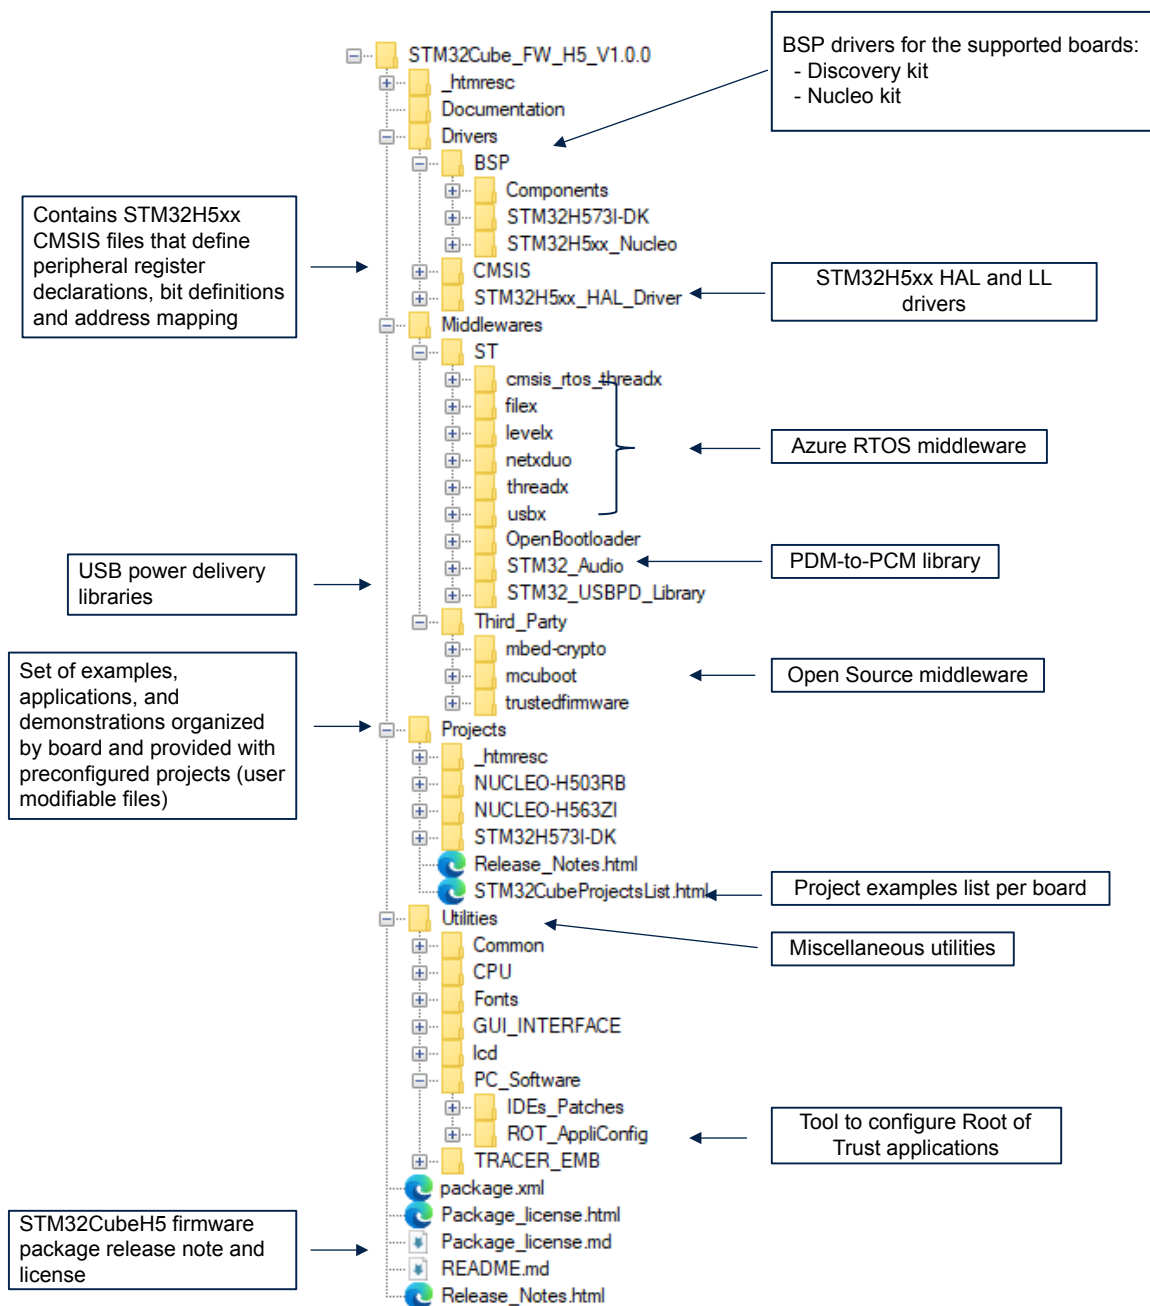 STM32Cube_FW_H5_V1.0.0
_htmresc
Documentation
Drivers
BSP
Components
STM32H573I-DK
STM32H5xx_Nucleo
CMSIS
STM32H5xx_HAL_Driver
Middlewares
ST
cmsis_rtos_threadx
filex
levelx
netxduo
threadx
usbx
OpenBootloader
STM32_Audio
STM32_USBPD_Library
Third_Party
mbed-crypto
mcuboot
trustedfirmware
Projects
_htmresc
NUCLEO-H503RB
NUCLEO-H563ZI
STM32H573I-DK
Release_Notes.html
STM32CubeProjectsList.html
Utilities
Common
CPU
Fonts
GUI_INTERFACE
lcd
PC_Software
IDEs_Patches
ROT_AppliConfig
TRACER_EMB
package.xml
Package_license.html
Package_license.md
README.md
Release_Notes.html
Contains STM32H5xx
CMSIS files that define
peripheral register
declarations, bit definitions
and address mapping
USB power delivery
libraries
Set of examples,
applications, and
demonstrations organized
by board and provided with
preconfigured projects (user
modifiable files)
STM32CubeH5 firmware
package release note and
license
BSP drivers for the supported boards:
- Discovery kit
- Nucleo kit
STM32H5xx HAL and LL
drivers
Azure RTOS middleware
PDM-to-PCM library
Open Source middleware
Project examples list per board
Miscellaneous utilities
Tool to configure Root of
Trust applications